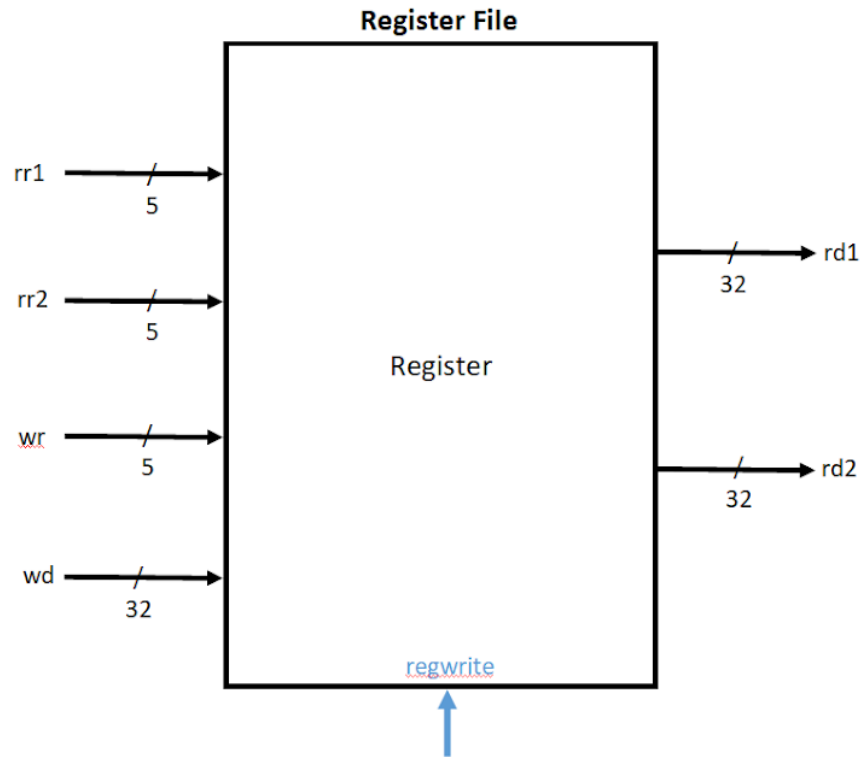 Register File
rr1
5
rr2
5
wr
5
wd
32
Register
rd1
32
rd2
32
regwrite